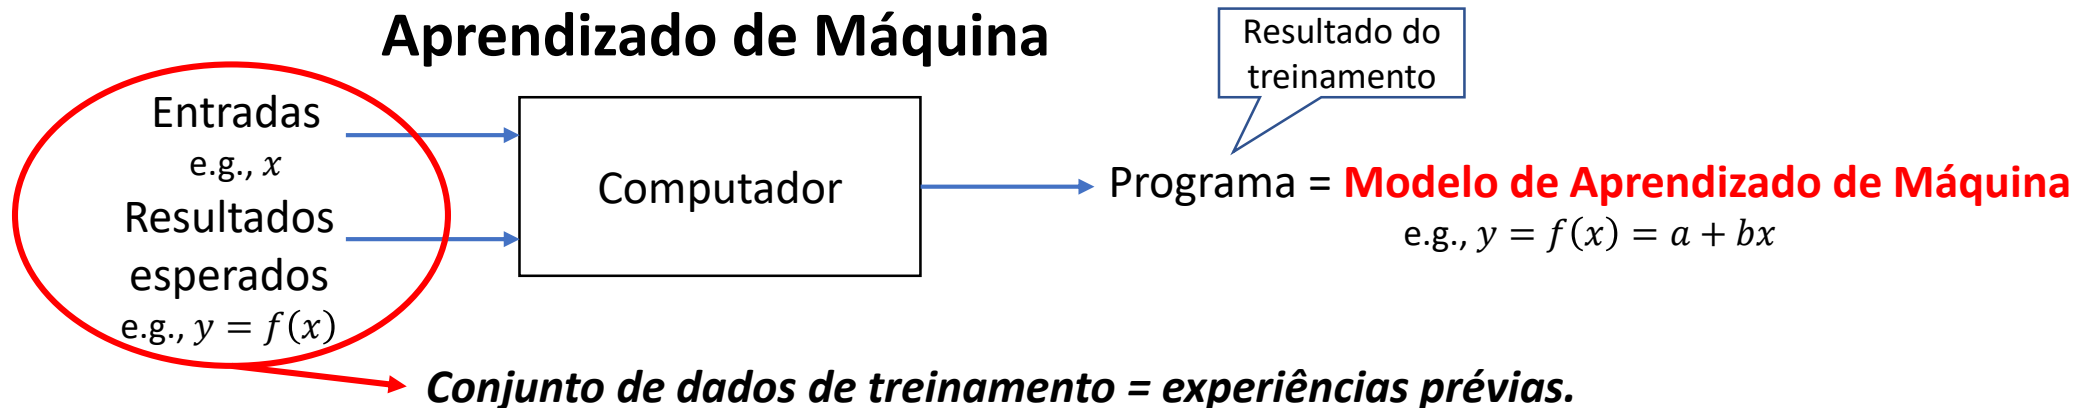 Aprendizado de Máquina
Resultado do
treinamento
Entradas
e.g., x
Resultados
esperados
e.g., y = f(x)
Computador
Programa = Modelo de Aprendizado de Máquina
e.g., y = f(x) = a + bx
Conjunto de dados de treinamento = experiências prévias.